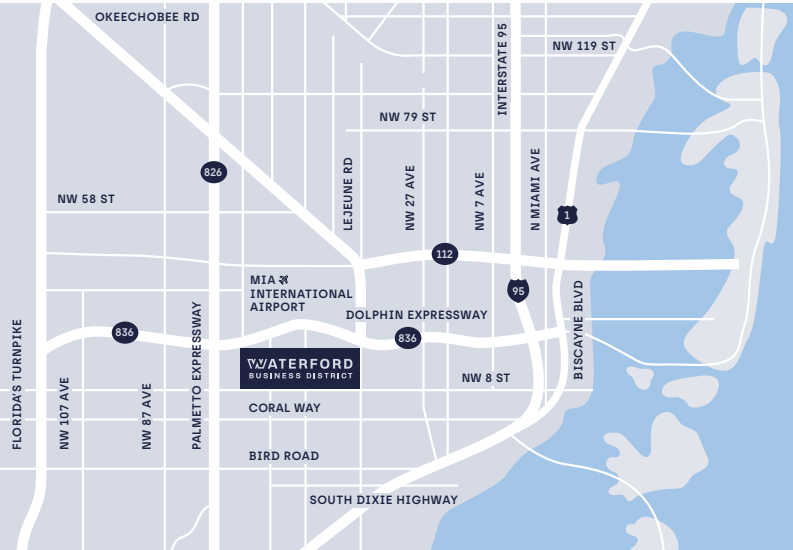 OKEECHOBEE RD
INTERSTATE 95
NW 119 ST
NW 79 ST
826
LEJEUNE RD
NW 27 AVE
NW 7 AVE
N MIAMI AVE
NW 58 ST
1
112
MIA
INTERNATIONAL
AIRPORT
95
DOLPHIN EXPRESSWAY
BISCAYNE BLVD
836
836
FLORIDA'S TURNPIKE
NW 107 AVE
NW 87 AVE
PALMETTO EXPRESSWAY
WATERFORD
BUSINESS DISTRICT
NW 8 ST
CORAL WAY
BIRD ROAD
SOUTH DIXIE HIGHWAY